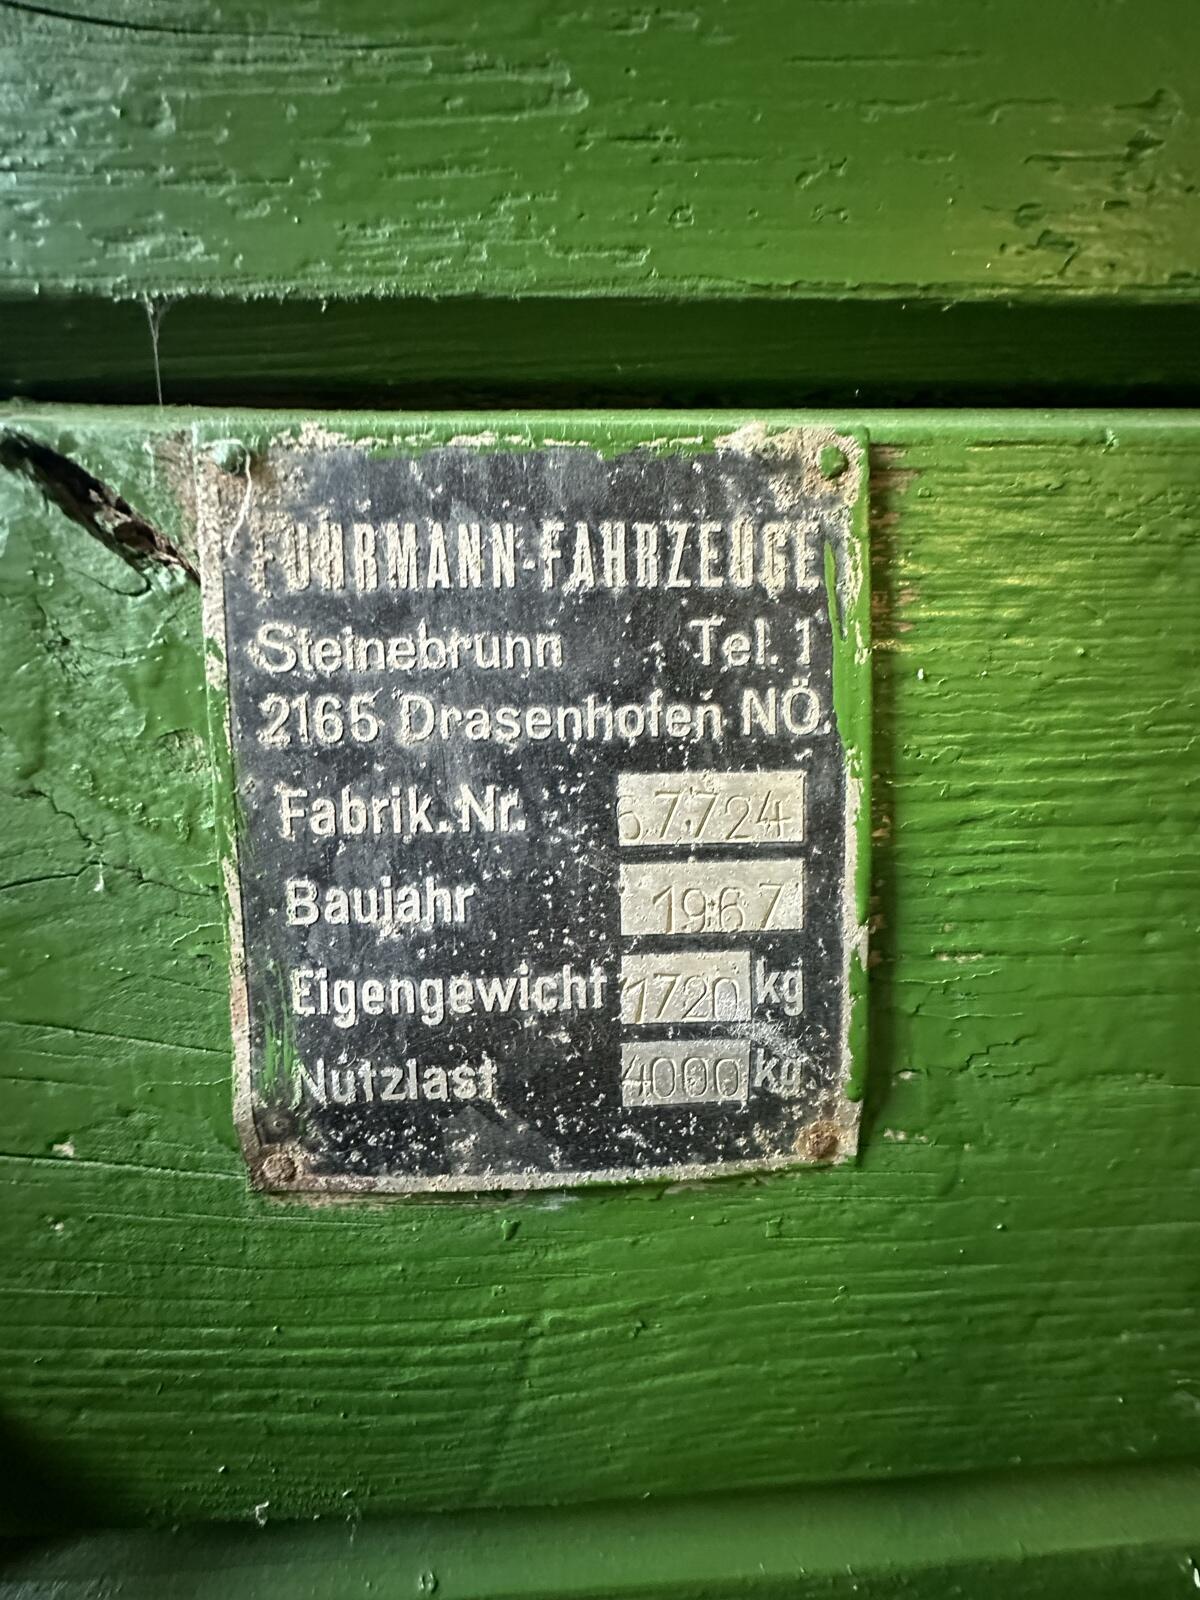 FUHRMANN-FAHRZEUGE
Steinebrunn Tel. 1
2165 Drasenhofen NÖ.
Fabrik. Nr. 67724
Baujahr 1967
Eigengewicht 1720 kg
Nutzlast 4000 kg